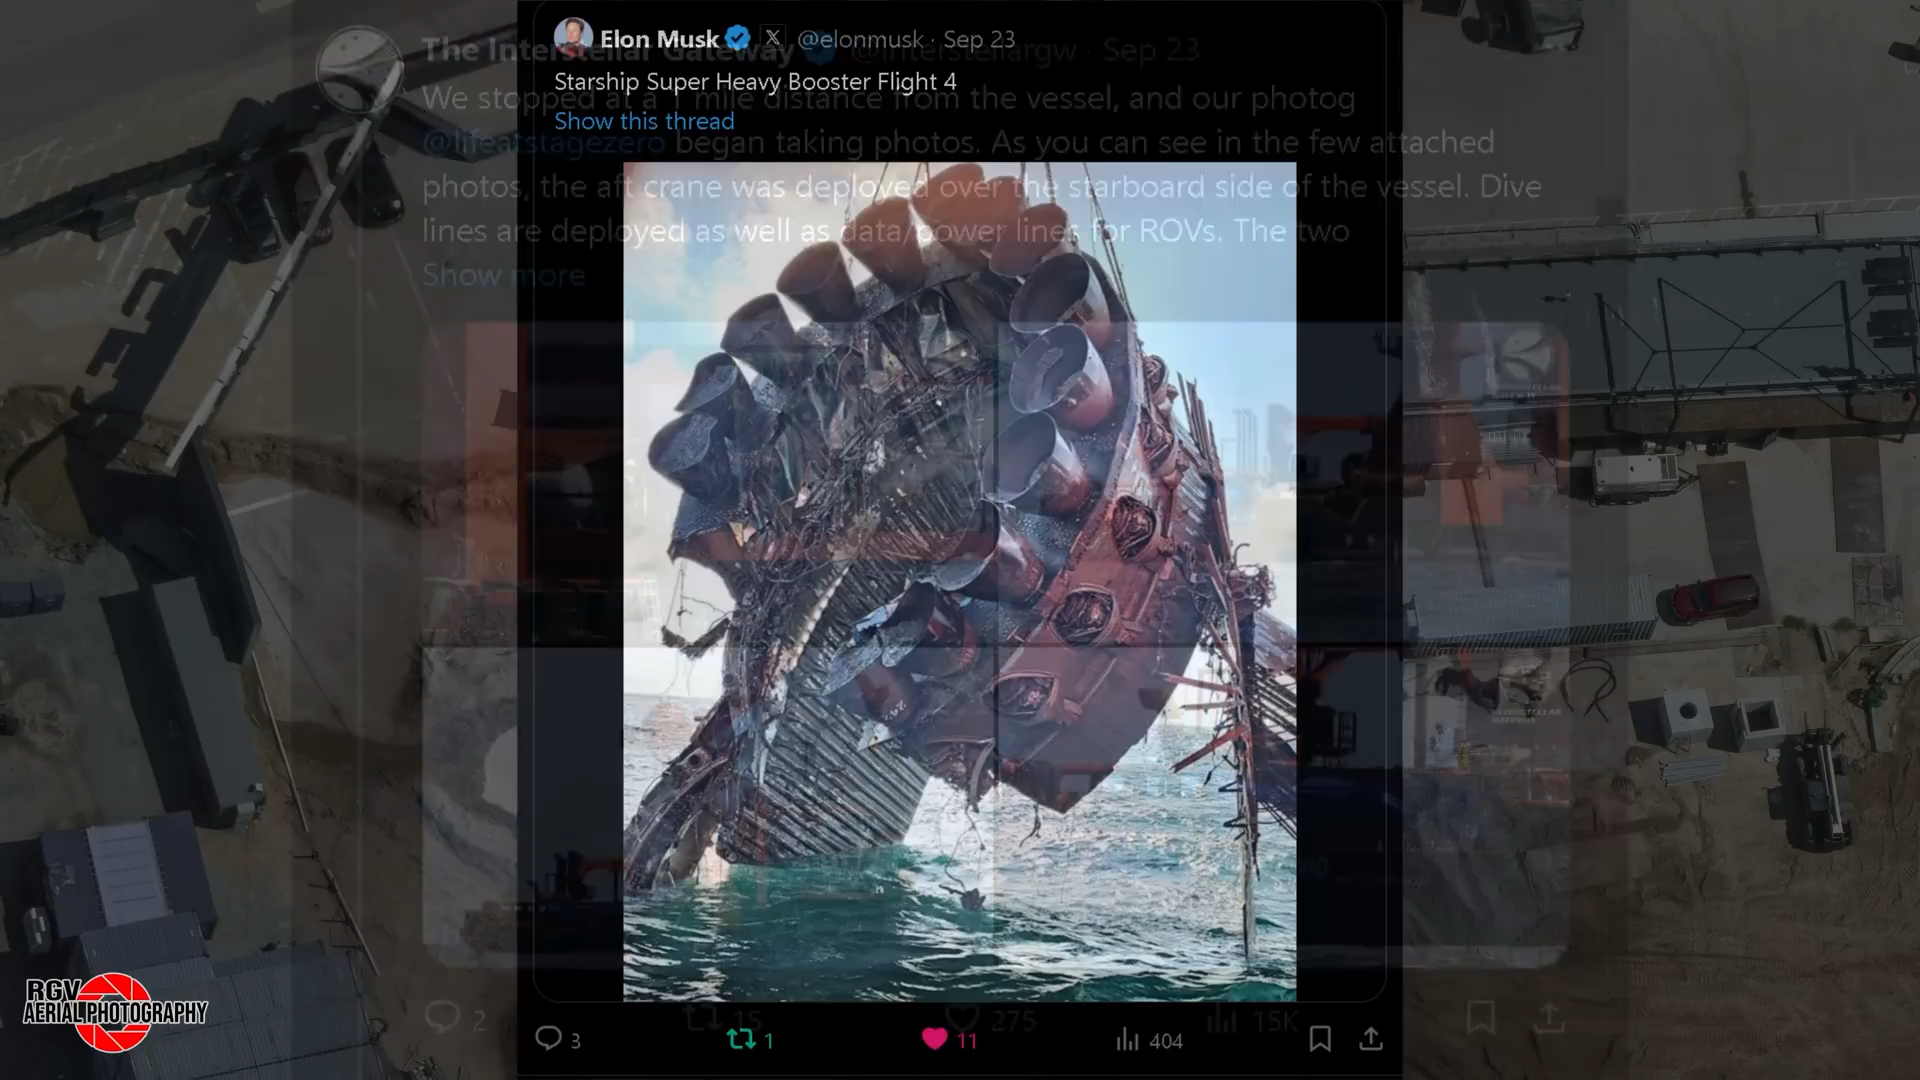 Elon Musk @elonmusk · Sep 23
Starship Super Heavy Booster Flight 4
Show this thread
The Interstellar Gateway @interstellargw · Sep 23
We stopped at a 1 mile distance from the vessel, and our photog
@lifeatstagezero began taking photos. As you can see in the few attached
photos, the aft crane was deployed over the starboard side of the vessel. Dive
lines are deployed as well as data/power lines for ROVs. The two
Show more
2 15 275 15K
3 1 11 404
RGV
AERIAL PHOTOGRAPHY